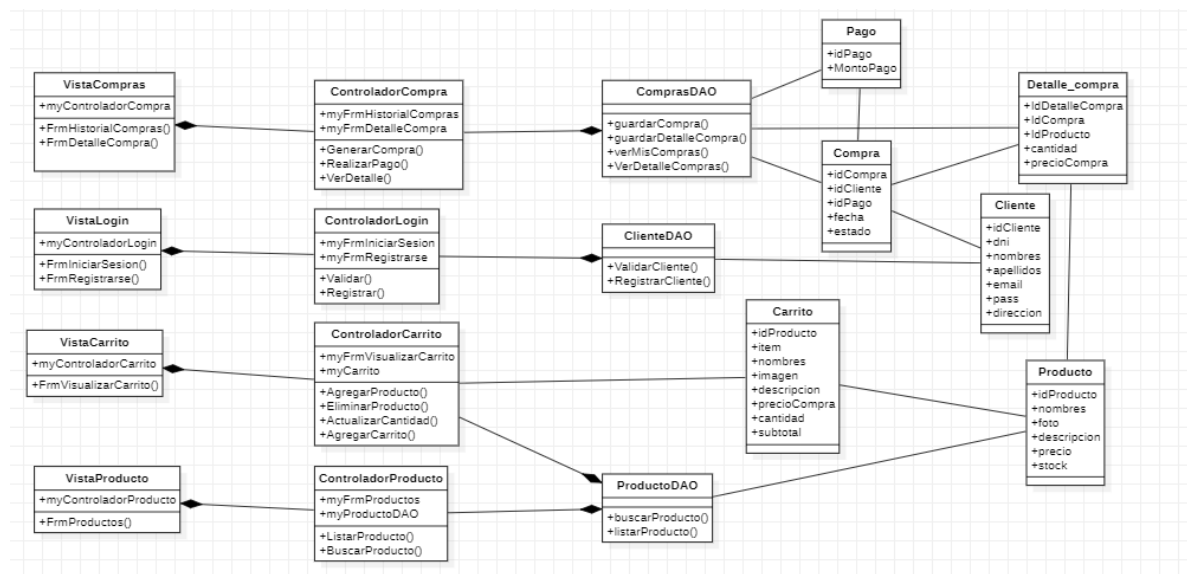 VistaCompras
+myControladorCompra
+FrmHistorialCompras()
+FrmDetalleCompra()
ControladorCompra
+myFrmHistorialCompras
+myFrmDetalleCompra
+GenerarCompra()
+RealizarPago()
+VerDetalle()
ComprasDAO
+guardarCompra()
+guardarDetalleCompra()
+verMisCompras()
+VerDetalleCompras()
Pago
+idPago
+MontoPago
Compra
+idCompra
+idCliente
+idPago
+fecha
+estado
Detalle_compra
+IdDetalleCompra
+IdCompra
+IdProducto
+cantidad
+precioCompra
VistaLogin
+myControladorLogin
+FrmIniciarSesion()
+FrmRegistrarse()
ControladorLogin
+myFrmIniciarSesion
+myFrmRegistrarse
+Validar()
+Registrar()
ClienteDAO
+ValidarCliente()
+RegistrarCliente()
Cliente
+idCliente
+dni
+nombres
+apellidos
+email
+pass
+direccion
VistaCarrito
+myControladorCarrito
+FrmVisualizarCarrito()
ControladorCarrito
+myFrmVisualizarCarrito
+myCarrito
+AgregarProducto()
+EliminarProducto()
+ActualizarCantidad()
+AgregarCarrito()
Carrito
+idProducto
+item
+nombres
+imagen
+descripcion
+precioCompra
+cantidad
+subtotal
Producto
+idProducto
+nombres
+foto
+descripcion
+precio
+stock
VistaProducto
+myControladorProducto
+FrmProductos()
ControladorProducto
+myFrmProductos
+myProductoDAO
+ListarProducto()
+BuscarProducto()
ProductoDAO
+buscarProducto()
+listarProducto()